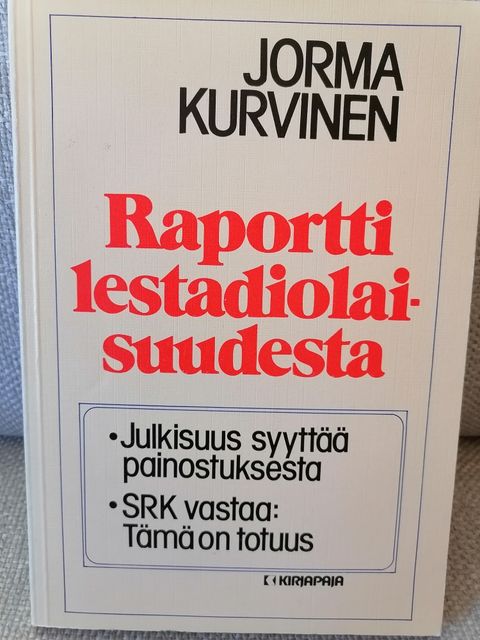 JORMA
KURVINEN
Raportti
lestadiolai-
suudesta
• Julkisuus syyttää
painostuksesta
• SRK vastaa:
Tämä on totuus
KIRJAPAJA